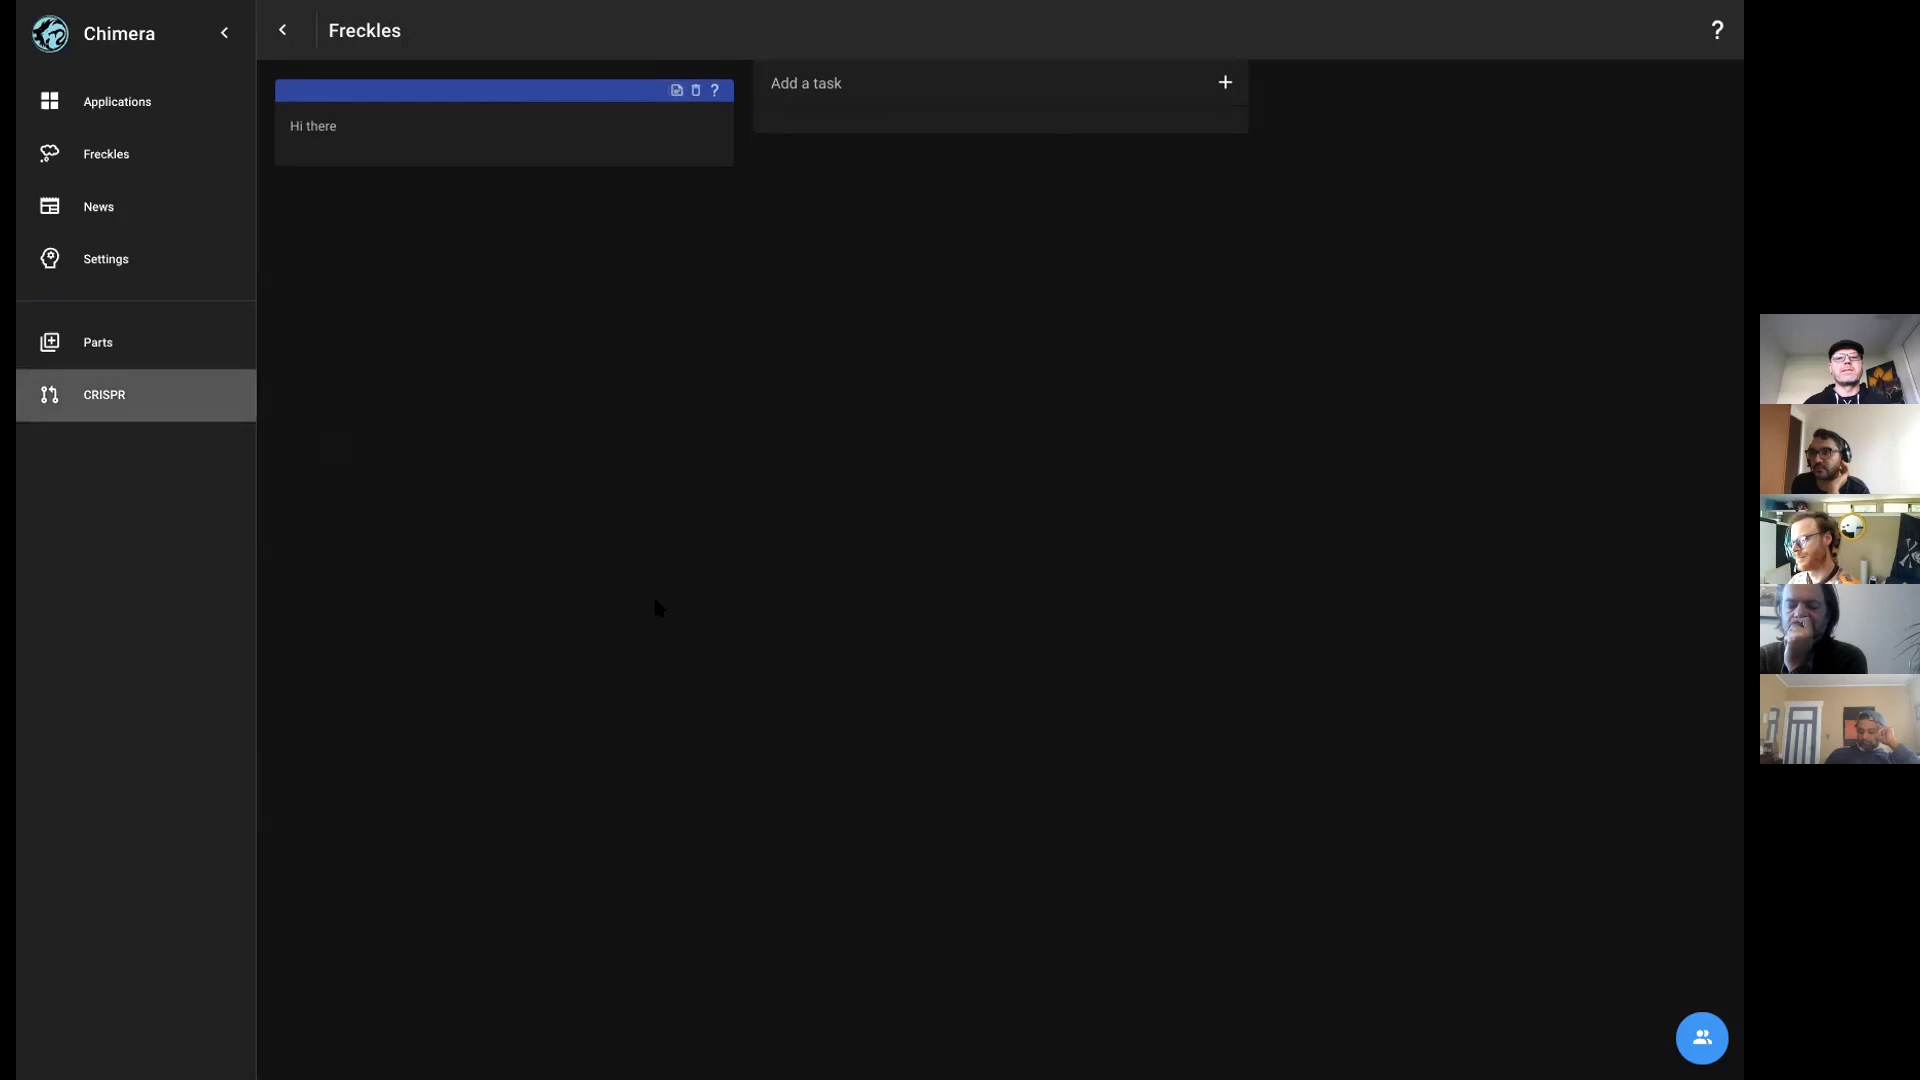 Chimera
Applications
Freckles
News
Settings
Parts
CRISPR
Freckles
?
?
Hi there
Add a task
+